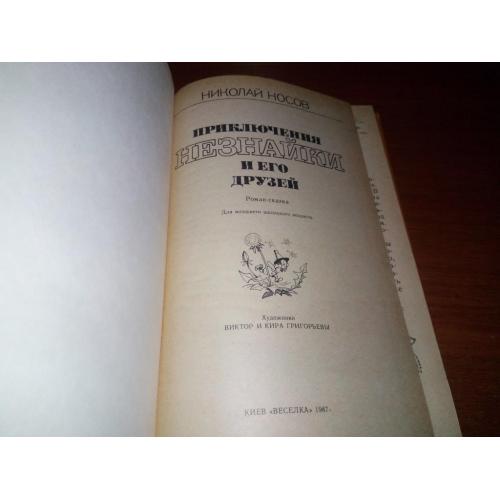 НИКОЛАЙ НОСОВ
ПРИКЛЮЧЕНИЯ
НЕЗНАЙКИ
И ЕГО
ДРУЗЕЙ
Роман-сказка
Для младшего школьного возраста
Художники
ВИКТОР И КИРА ГРИГОРЬЕВЫ
КИЕВ «ВЕСЕЛКА» 1987